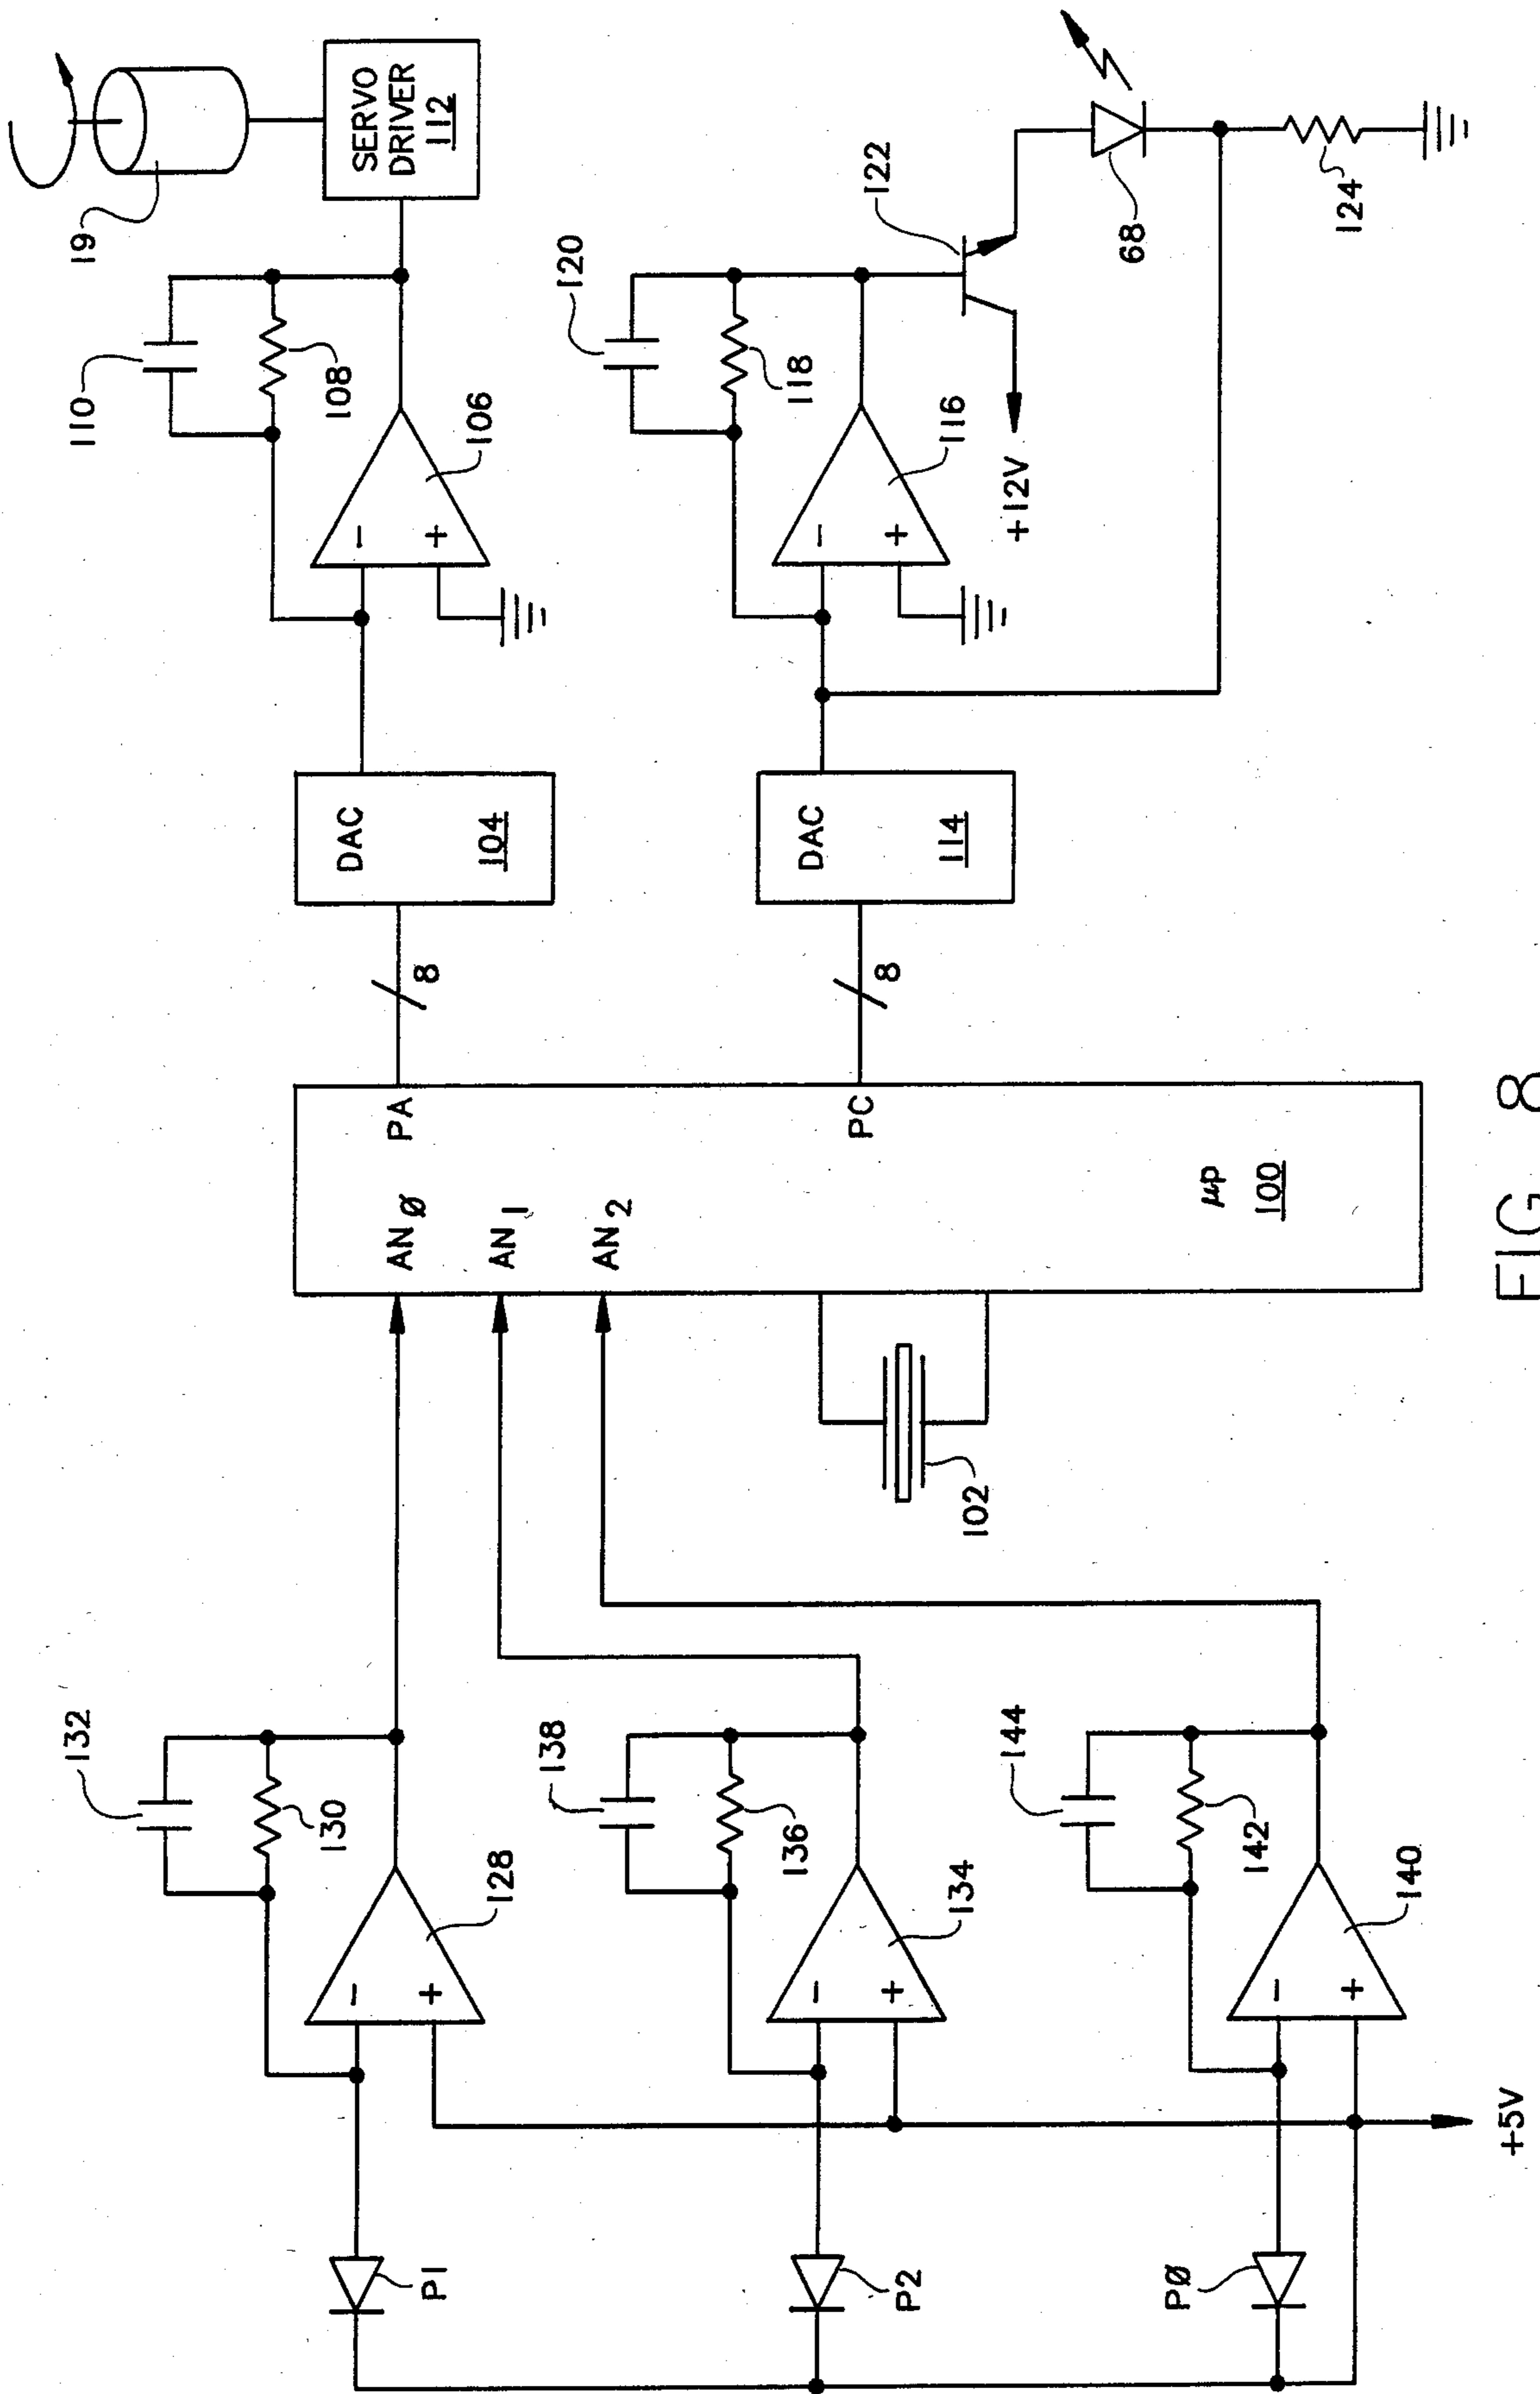 19
SERVO
DRIVER
112
110
108
106
DAC
104
8
PA
ANØ
AN1
AN2
PC
µP
100
102
132
130
128
-
+
P1
138
136
134
-
+
P2
144
142
140
-
+
PØ
+5V
-
+
8
DAC
114
120
118
116
-
+
122
+12V
68
124
FIG 8